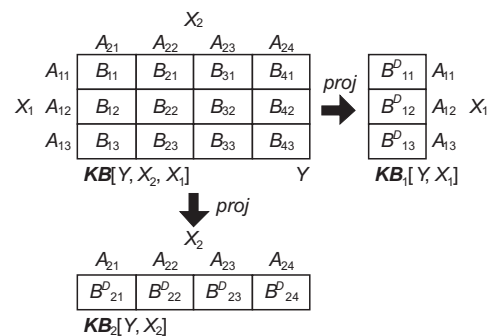 X₂
A₂₁ A₂₂ A₂₃ A₂₄
A₁₁ B₁₁ B₂₁ B₃₁ B₄₁ proj Bᴰ₁₁ A₁₁
X₁ A₁₂ B₁₂ B₂₂ B₃₂ B₄₂ Bᴰ₁₂ A₁₂ X₁
A₁₃ B₁₃ B₂₃ B₃₃ B₄₃ Bᴰ₁₃ A₁₃
KB[Y, X₂, X₁] Y KB₁[Y, X₁]
proj
X₂
A₂₁ A₂₂ A₂₃ A₂₄
Bᴰ₂₁ Bᴰ₂₂ Bᴰ₂₃ Bᴰ₂₄
KB₂[Y, X₂]